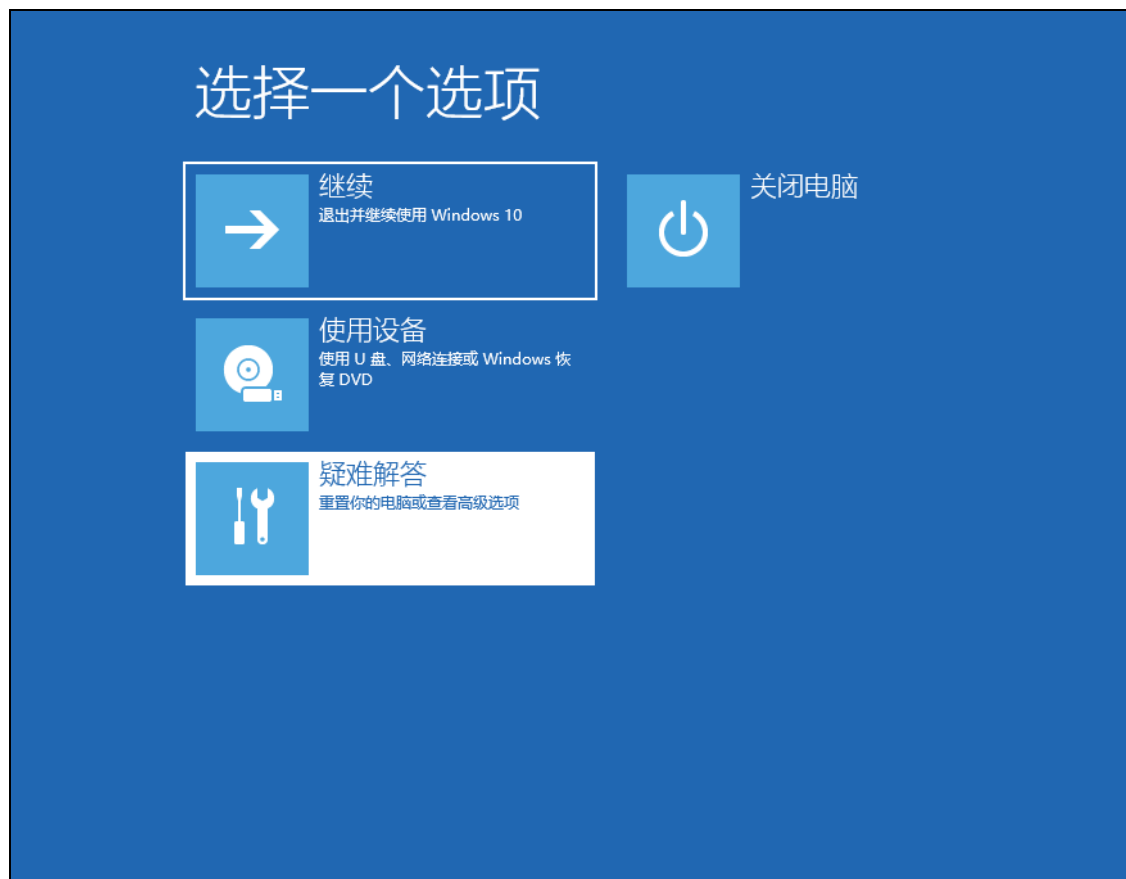 选择一个选项
继续
退出并继续使用 Windows 10
关闭电脑
使用设备
使用 U 盘、网络连接或 Windows 恢
复 DVD
疑难解答
重置你的电脑或查看高级选项